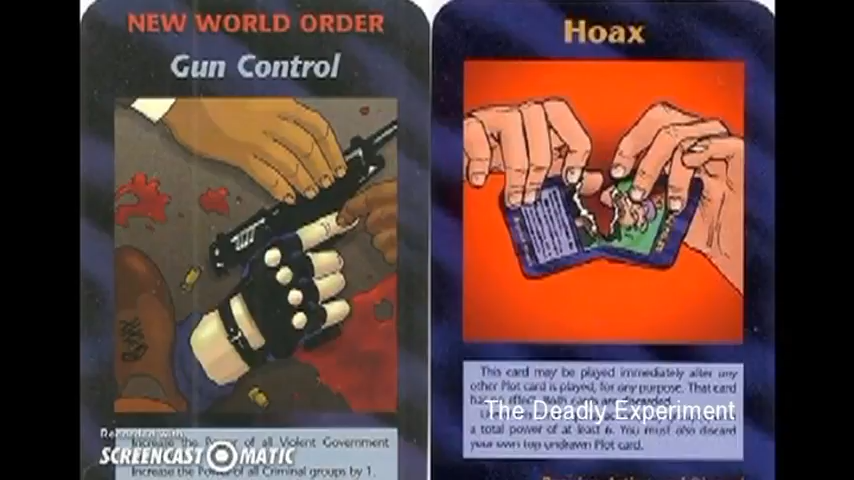 NEW WORLD ORDER
Gun Control
Hoax
This card may be played immediately after any
other Plot card is played, for any purpose. That card
The Deadly Experiment
a total power of at least 6. You must also discard
your own top undrawn Plot card.
Recorded with
Increase the Power of all Violent Government
SCREENCAST MATIC
Increase the Power of all Criminal groups by 1.